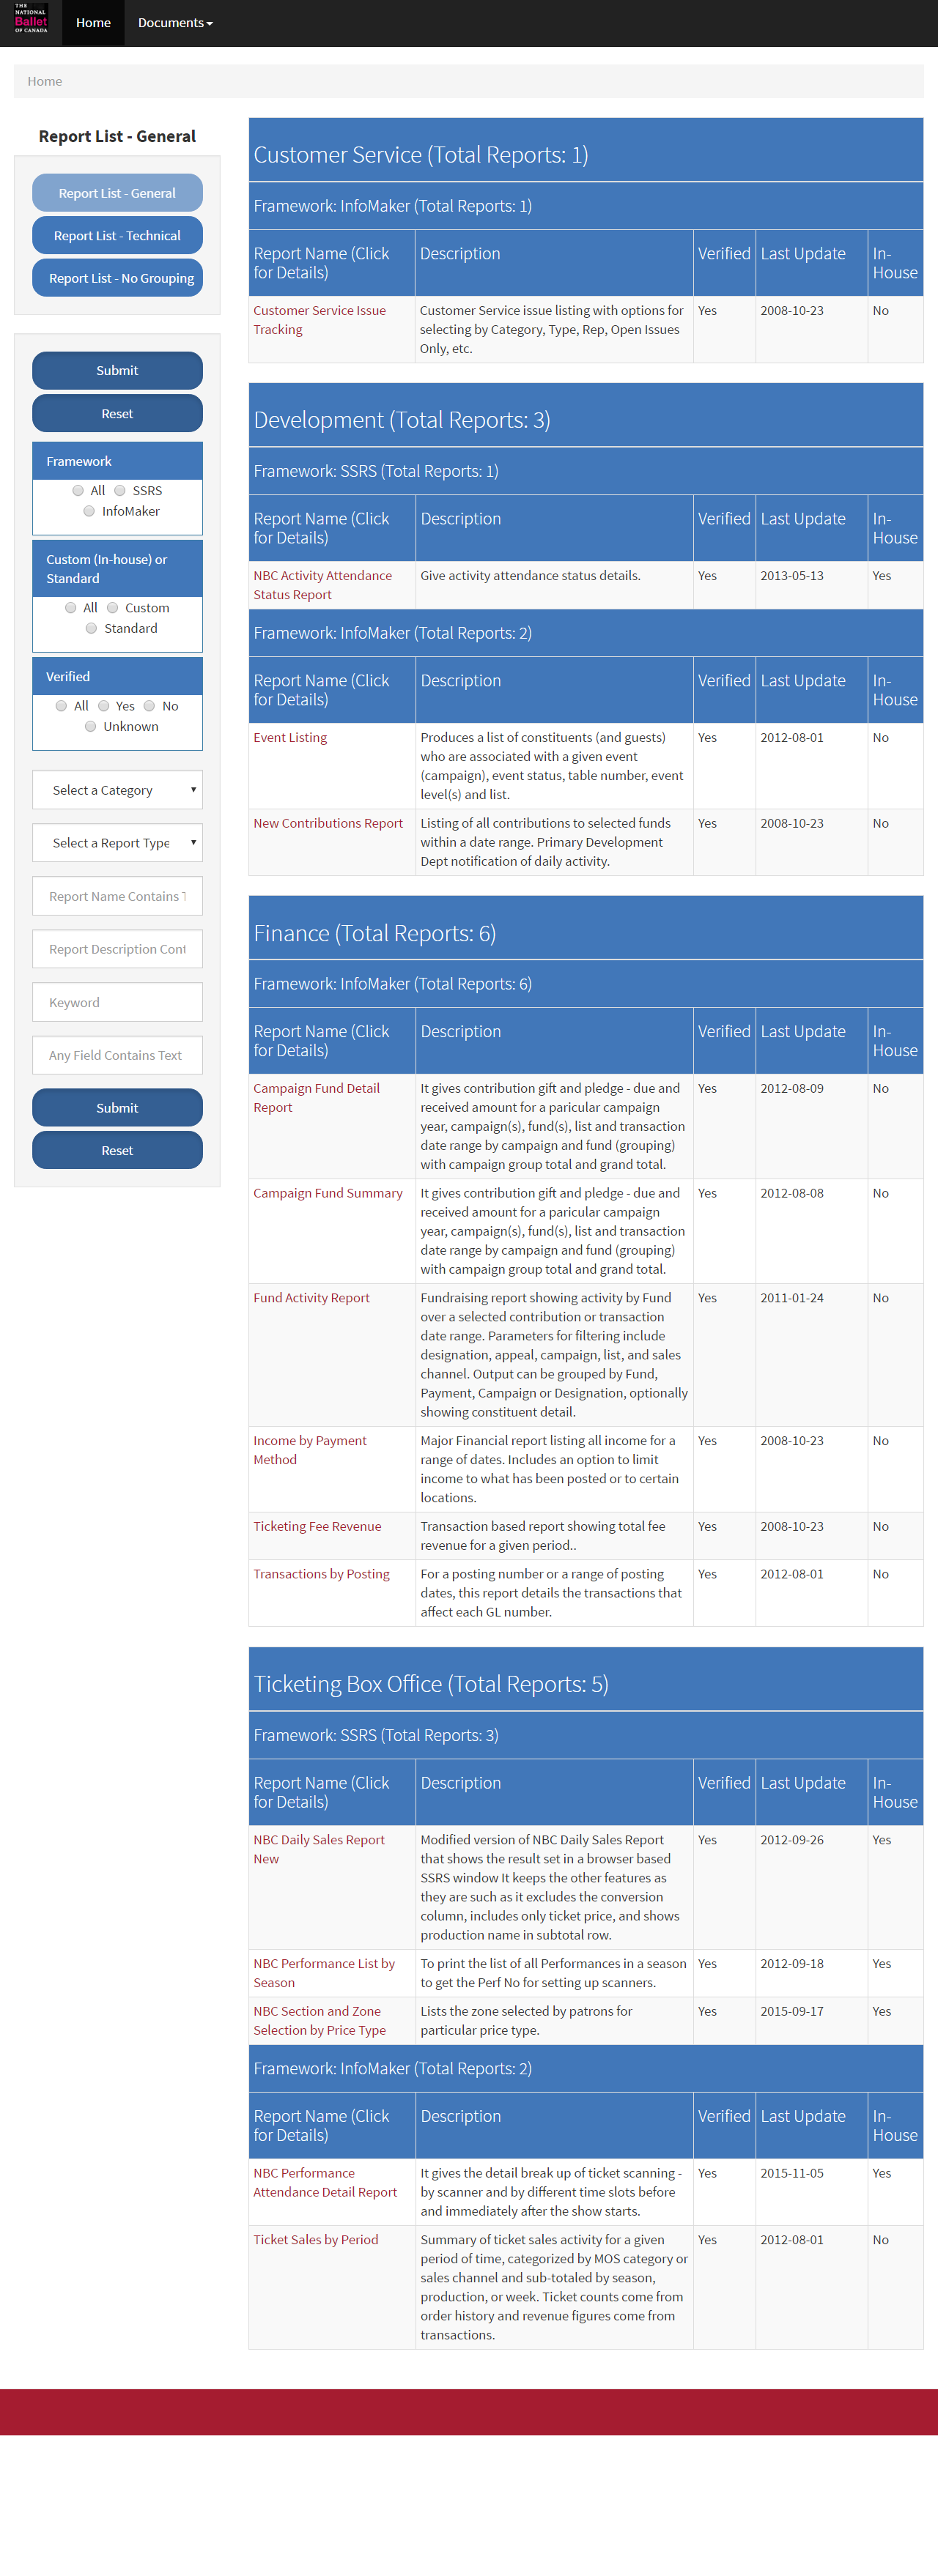 THE
NATIONAL
Ballet
OF CANADA
Home
Documents
Home
Report List - General
Report List - General
Report List - Technical
Report List - No Grouping
Submit
Reset
Framework
All SSRS
InfoMaker
Custom (In-house) or
Standard
All Custom
Standard
Verified
All Yes No
Unknown
Select a Category
Select a Report Type
Report Name Contains T
Report Description Cont
Keyword
Any Field Contains Text
Submit
Reset
Customer Service (Total Reports: 1)
Framework: InfoMaker (Total Reports: 1)
Report Name (Click Description Verified Last Update In-
for Details) House
Customer Service Issue Customer Service issue listing with options for Yes 2008-10-23 No
Tracking selecting by Category, Type, Rep, Open Issues
Only, etc.
Development (Total Reports: 3)
Framework: SSRS (Total Reports: 1)
Report Name (Click Description Verified Last Update In-
for Details) House
NBC Activity Attendance Give activity attendance status details. Yes 2013-05-13 Yes
Status Report
Framework: InfoMaker (Total Reports: 2)
Report Name (Click Description Verified Last Update In-
for Details) House
Event Listing Produces a list of constituents (and guests) Yes 2012-08-01 No
who are associated with a given event
(campaign), event status, table number, event
level(s) and list.
New Contributions Report Listing of all contributions to selected funds Yes 2008-10-23 No
within a date range. Primary Development
Dept notification of daily activity.
Finance (Total Reports: 6)
Framework: InfoMaker (Total Reports: 6)
Report Name (Click Description Verified Last Update In-
for Details) House
Campaign Fund Detail It gives contribution gift and pledge - due and Yes 2012-08-09 No
Report received amount for a paricular campaign
year, campaign(s), fund(s), list and transaction
date range by campaign and fund (grouping)
with campaign group total and grand total.
Campaign Fund Summary It gives contribution gift and pledge - due and Yes 2012-08-08 No
received amount for a paricular campaign
year, campaign(s), fund(s), list and transaction
date range by campaign and fund (grouping)
with campaign group total and grand total.
Fund Activity Report Fundraising report showing activity by Fund Yes 2011-01-24 No
over a selected contribution or transaction
date range. Parameters for filtering include
designation, appeal, campaign, list, and sales
channel. Output can be grouped by Fund,
Payment, Campaign or Designation, optionally
showing constituent detail.
Income by Payment Major Financial report listing all income for a Yes 2008-10-23 No
Method range of dates. Includes an option to limit
income to what has been posted or to certain
locations.
Ticketing Fee Revenue Transaction based report showing total fee Yes 2008-10-23 No
revenue for a given period..
Transactions by Posting For a posting number or a range of posting Yes 2012-08-01 No
dates, this report details the transactions that
affect each GL number.
Ticketing Box Office (Total Reports: 5)
Framework: SSRS (Total Reports: 3)
Report Name (Click Description Verified Last Update In-
for Details) House
NBC Daily Sales Report Modified version of NBC Daily Sales Report Yes 2012-09-26 Yes
New that shows the result set in a browser based
SSRS window It keeps the other features as
they are such as it excludes the conversion
column, includes only ticket price, and shows
production name in subtotal row.
NBC Performance List by To print the list of all Performances in a season Yes 2012-09-18 Yes
Season to get the Perf No for setting up scanners.
NBC Section and Zone Lists the zone selected by patrons for Yes 2015-09-17 Yes
Selection by Price Type particular price type.
Framework: InfoMaker (Total Reports: 2)
Report Name (Click Description Verified Last Update In-
for Details) House
NBC Performance It gives the detail break up of ticket scanning - Yes 2015-11-05 Yes
Attendance Detail Report by scanner and by different time slots before
and immediately after the show starts.
Ticket Sales by Period Summary of ticket sales activity for a given Yes 2012-08-01 No
period of time, categorized by MOS category or
sales channel and sub-totaled by season,
production, or week. Ticket counts come from
order history and revenue figures come from
transactions.